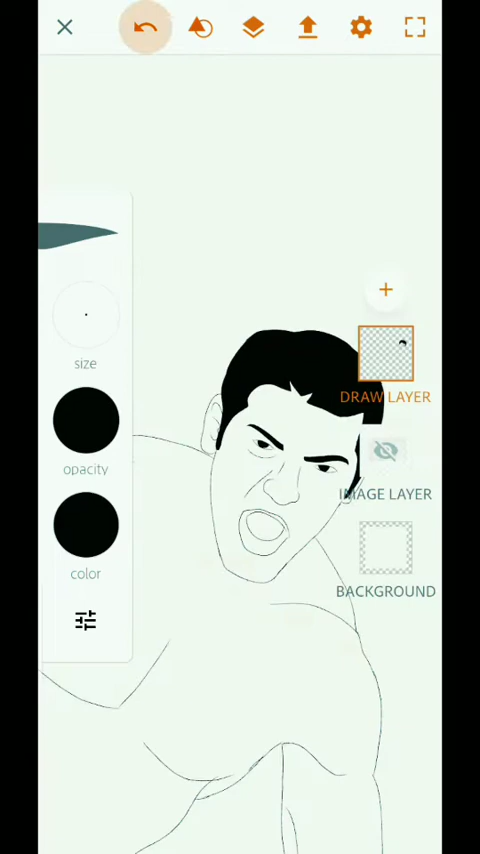 size
opacity
color
DRAW LAYER
IMAGE LAYER
BACKGROUND